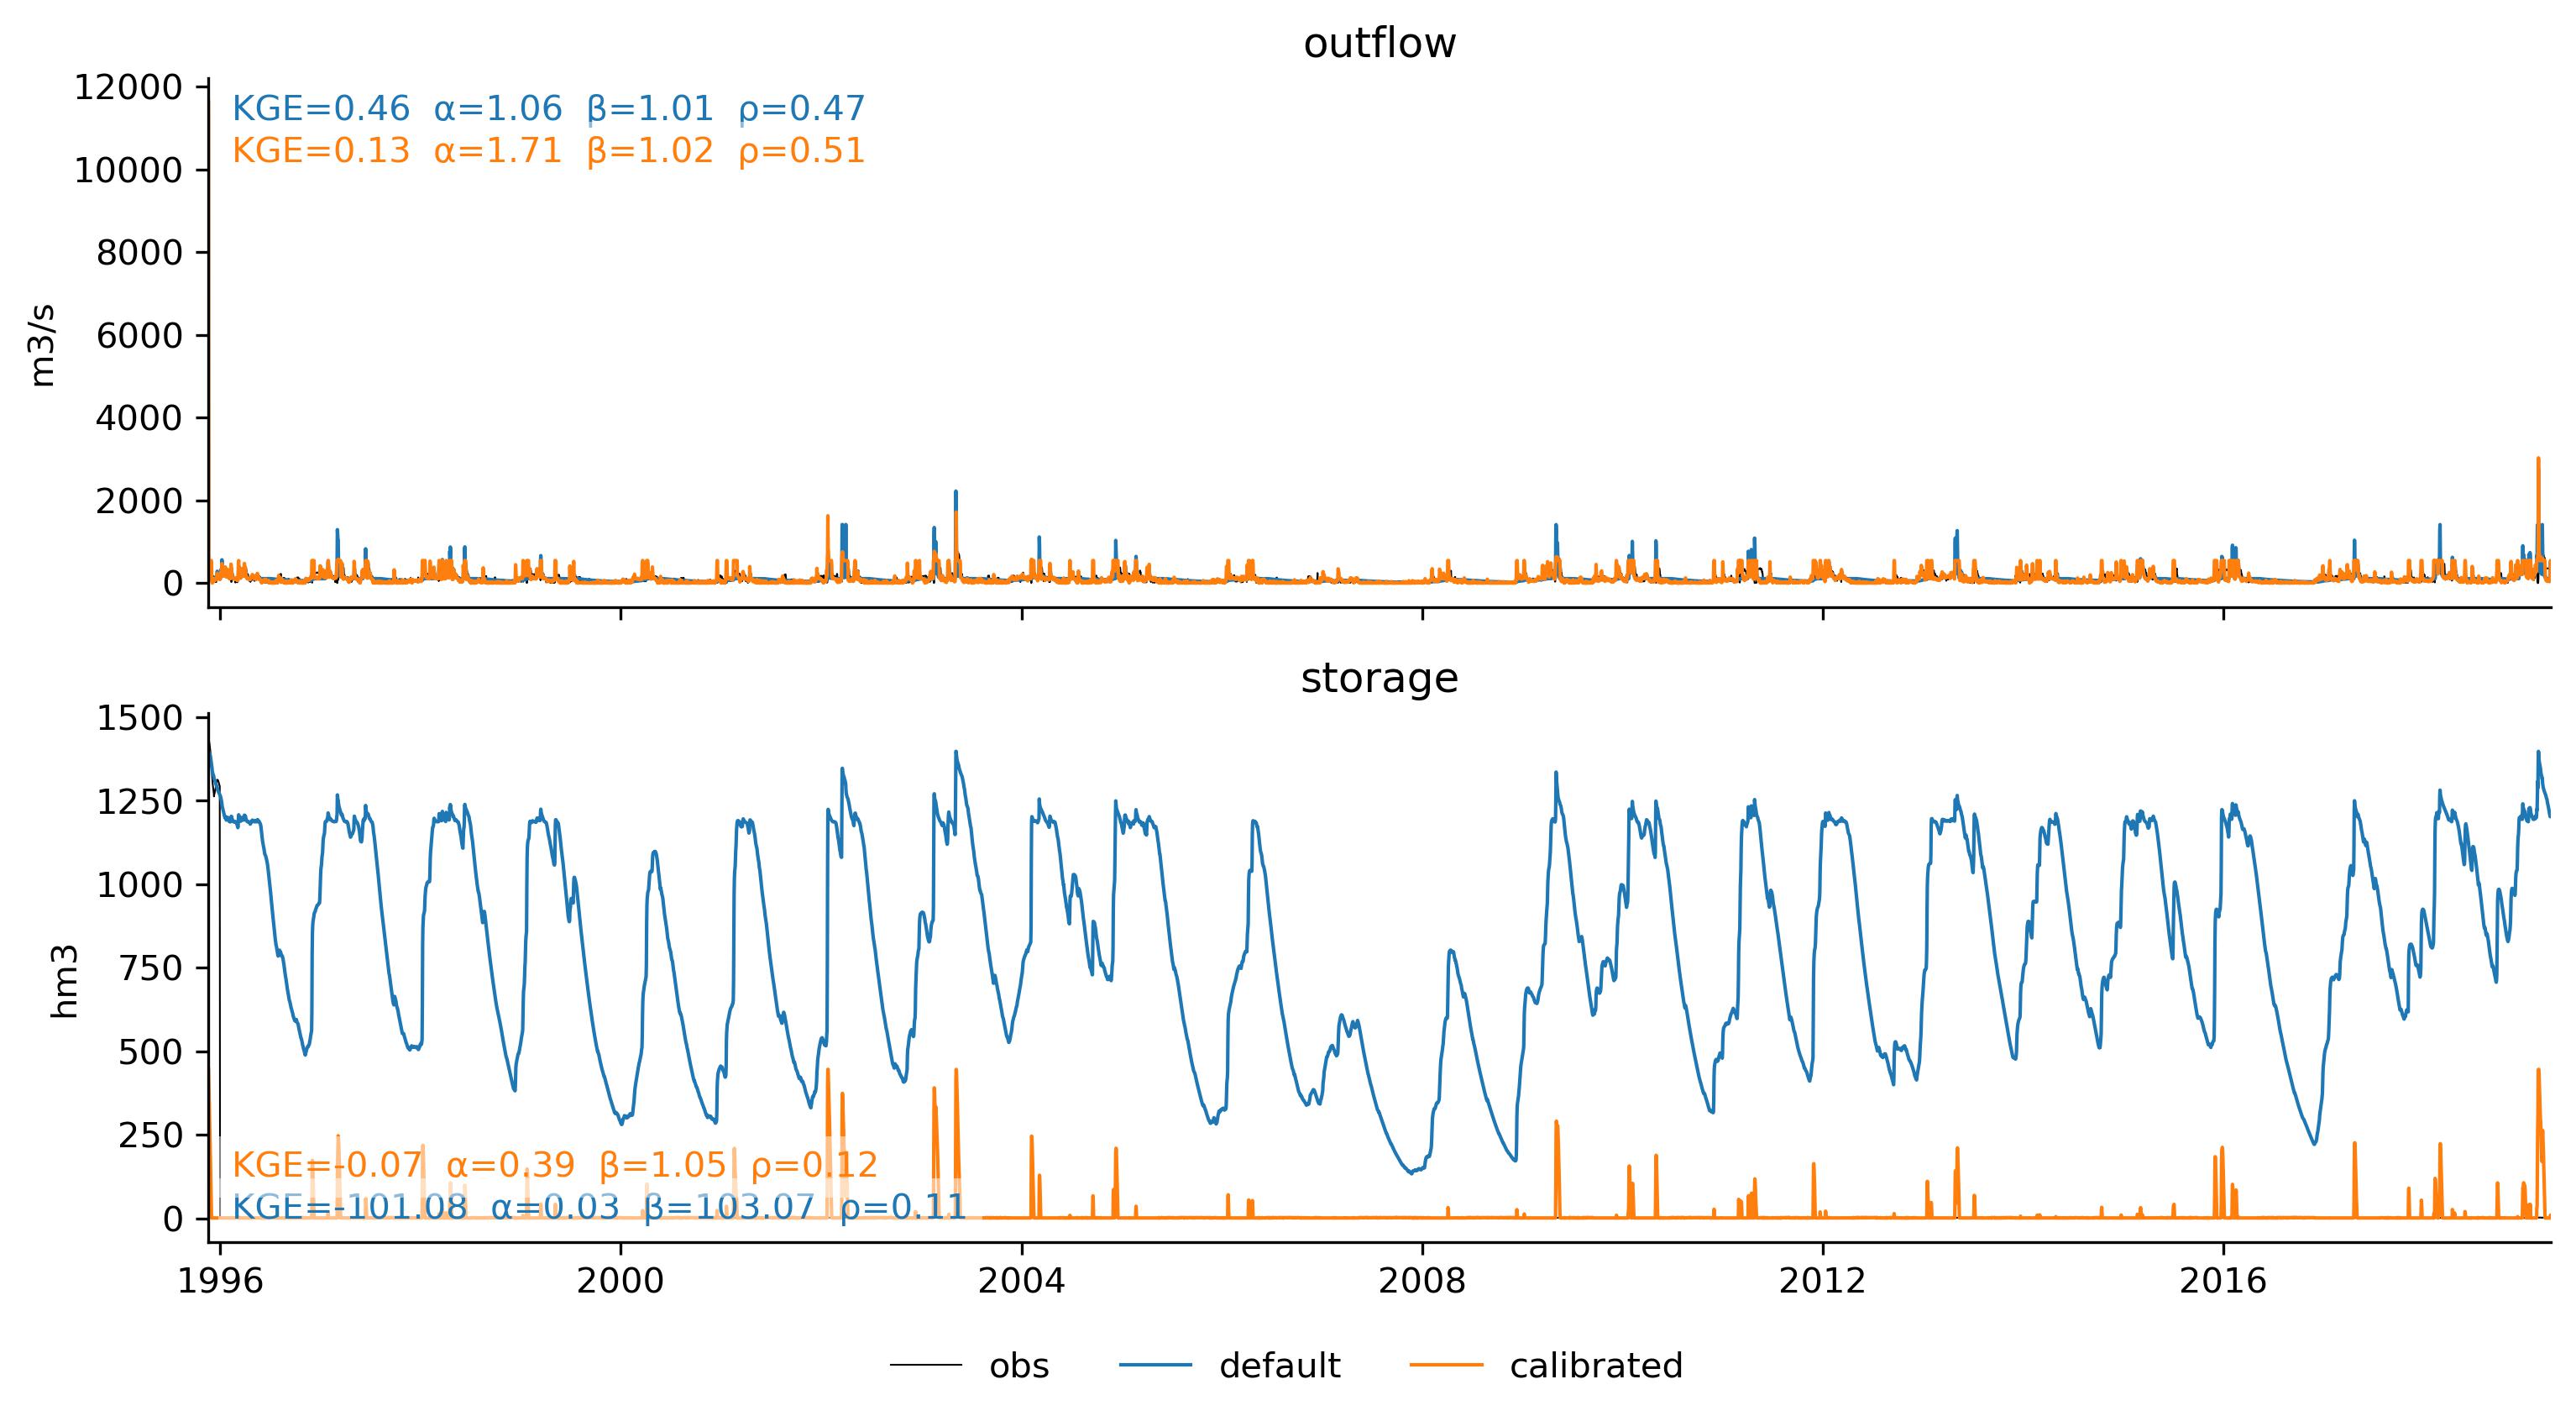 outflow
12000
10000
8000
6000
4000
2000
0
m3/s
KGE=0.46 α=1.06 β=1.01 ρ=0.47
KGE=0.13 α=1.71 β=1.02 ρ=0.51
storage
1500
1250
1000
750
500
250
0
hm3
KGE=-0.07 α=0.39 β=1.05 ρ=0.12
KGE=-101.08 α=0.03 β=103.07 ρ=0.11
1996 2000 2004 2008 2012 2016
obs default calibrated